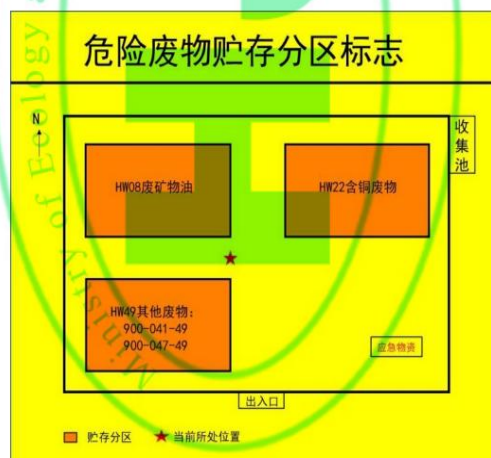 危险废物贮存分区标志
N
收集池
HW08废矿物油
HW22含铜废物
HW49其他废物:
900-041-49
900-047-49
应急物资
出入口
贮存分区
当前所处位置
Ministry of Ecology